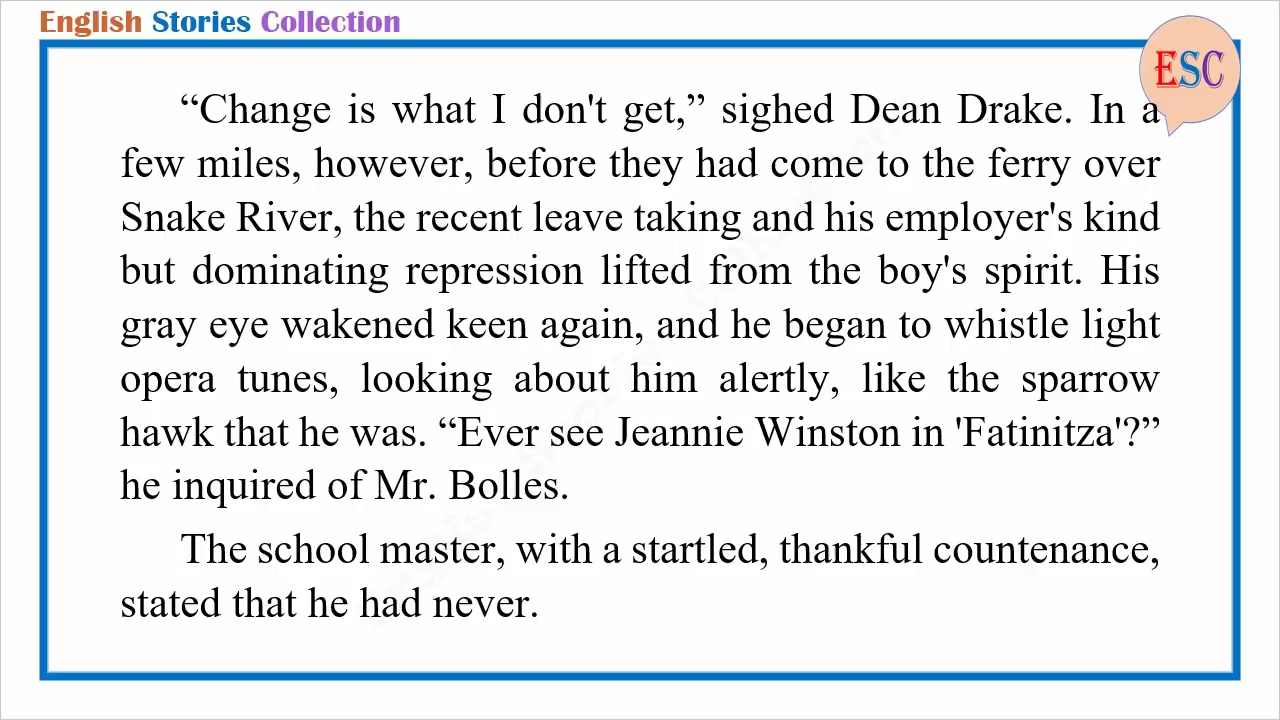 English Stories Collection
ESC
“Change is what I don't get,” sighed Dean Drake. In a
few miles, however, before they had come to the ferry over
Snake River, the recent leave taking and his employer's kind
but dominating repression lifted from the boy's spirit. His
gray eye wakened keen again, and he began to whistle light
opera tunes, looking about him alertly, like the sparrow
hawk that he was. “Ever see Jeannie Winston in 'Fatinitza'?”
he inquired of Mr. Bolles.
The school master, with a startled, thankful countenance,
stated that he had never.